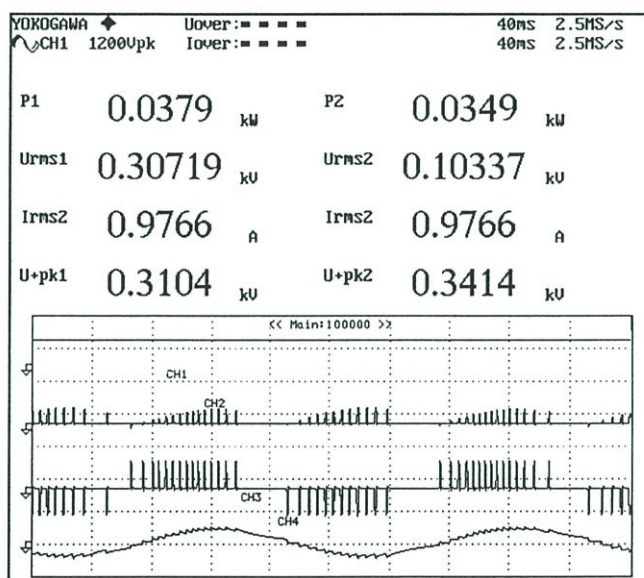 YOKOGAWA Uover: 40ms 2.5MS/s
CH1 1200Vpk Iover: 40ms 2.5MS/s
P1 0.0379 kW P2 0.0349 kW
Urms1 0.30719 kV Urms2 0.10337 kV
Irms2 0.9766 A Irms2 0.9766 A
U+pk1 0.3104 kV U+pk2 0.3414 kV
<< Main:100000 >>
CH1
CH2
CH3
CH4